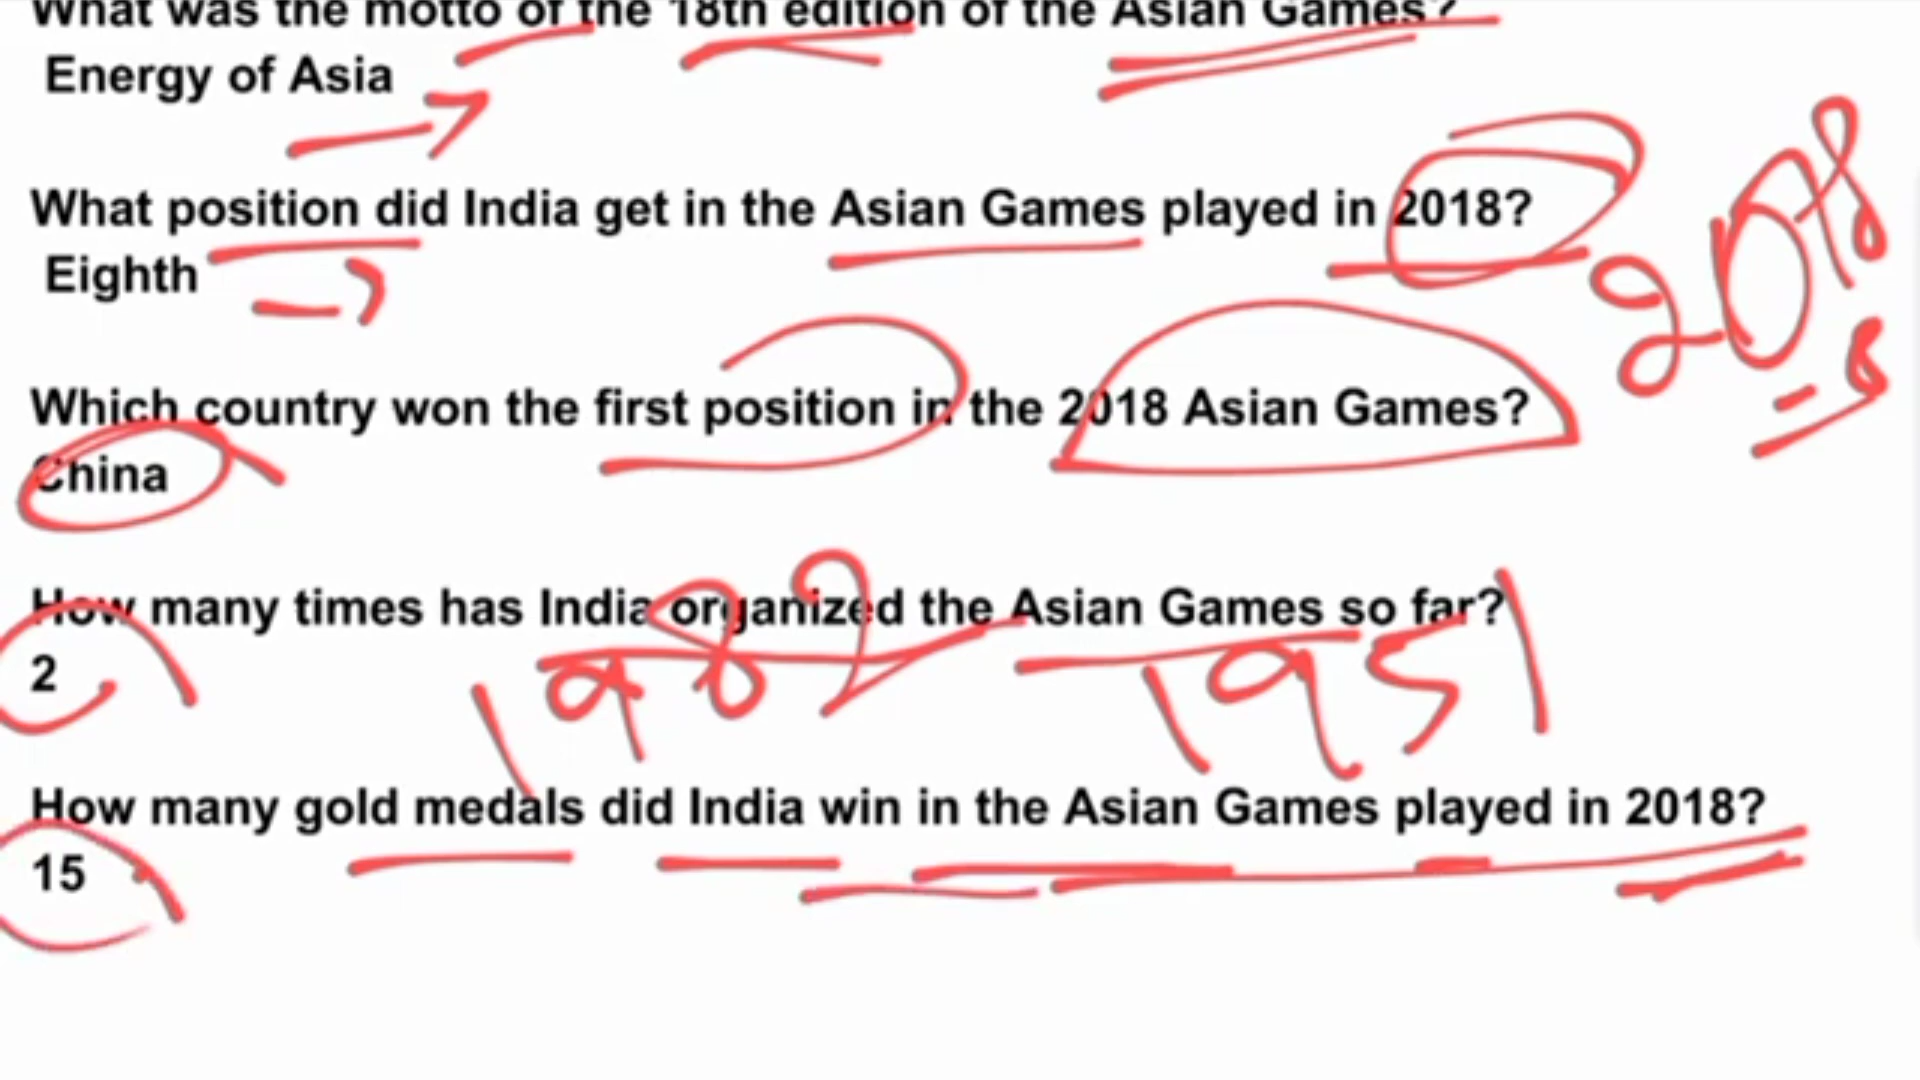 What was the motto of the 18th edition of the Asian Games?
Energy of Asia
What position did India get in the Asian Games played in 2018?
Eighth
2018
- 8
Which country won the first position in the 2018 Asian Games?
China
How many times has India organized the Asian Games so far?
2
1982 1951
How many gold medals did India win in the Asian Games played in 2018?
15